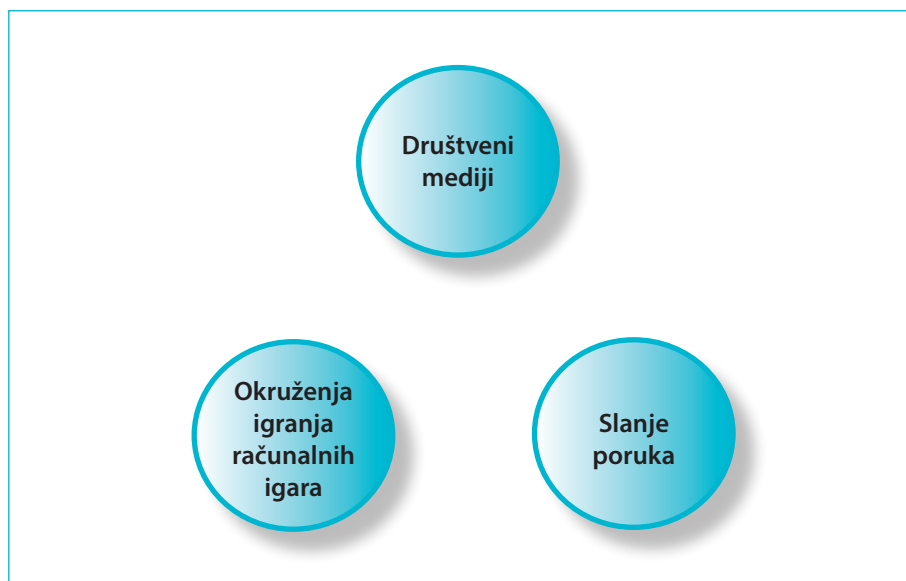 Društveni
mediji
Okruženja
igranja
računalnih
igara
Slanje
poruka